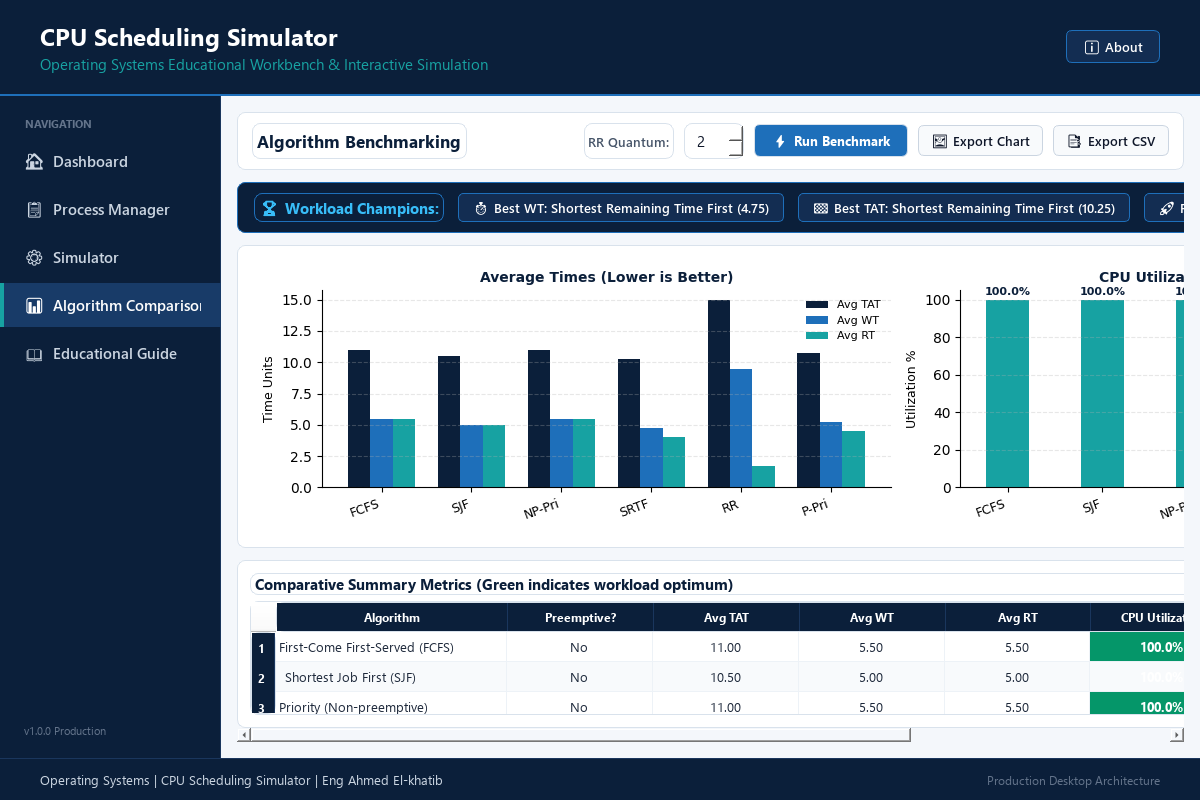 CPU Scheduling Simulator
Operating Systems Educational Workbench & Interactive Simulation
About
NAVIGATION
Dashboard
Process Manager
Simulator
Algorithm Comparison
Educational Guide
v1.0.0 Production
Algorithm Benchmarking
RR Quantum:
2
Run Benchmark
Export Chart
Export CSV
Workload Champions:
Best WT: Shortest Remaining Time First (4.75)
Best TAT: Shortest Remaining Time First (10.25)
Average Times (Lower is Better)
Time Units
15.0
12.5
10.0
7.5
5.0
2.5
0.0
Avg TAT
Avg WT
Avg RT
FCFS
SJF
NP-Pri
SRTF
RR
P-Pri
CPU Utiliza
Utilization %
100
80
60
40
20
0
100.0%
100.0%
10
FCFS
SJF
NP-P
Comparative Summary Metrics (Green indicates workload optimum)
Algorithm Preemptive? Avg TAT Avg WT Avg RT CPU Utilizat
1 First-Come First-Served (FCFS) No 11.00 5.50 5.50 100.0%
2 Shortest Job First (SJF) No 10.50 5.00 5.00 100.0%
3 Priority (Non-preemptive) No 11.00 5.50 5.50 100.0%
Operating Systems | CPU Scheduling Simulator | Eng Ahmed El-khatib
Production Desktop Architecture